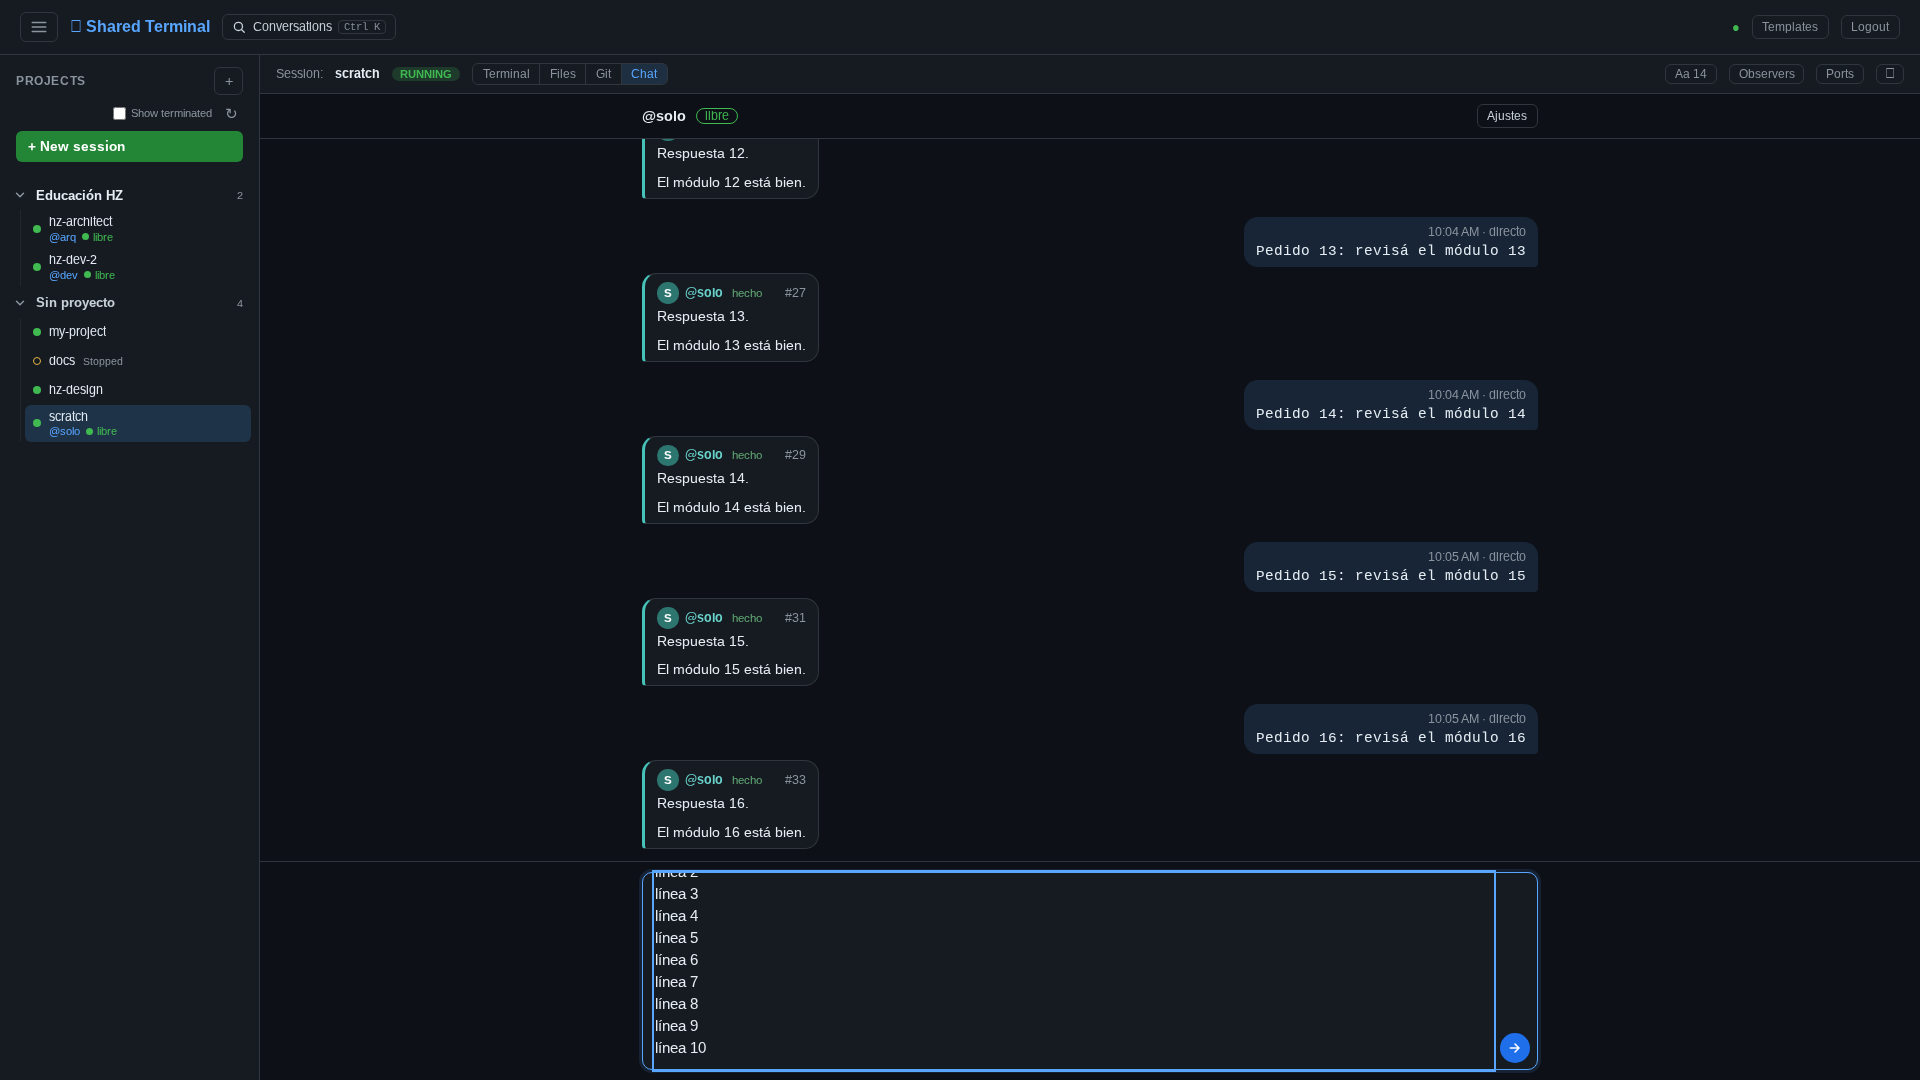 Shared Terminal
Conversations Ctrl K
Templates
Logout
PROJECTS
+
Show terminated
+ New session
Educación HZ 2
hz-architect
@arq libre
hz-dev-2
@dev libre
Sin proyecto 4
my-project
docs Stopped
hz-design
scratch
@solo libre
Session: scratch RUNNING Terminal Files Git Chat
Aa 14 Observers Ports
@solo libre
Ajustes
Respuesta 12.
El módulo 12 está bien.
10:04 AM · directo
Pedido 13: revisá el módulo 13
S @solo hecho #27
Respuesta 13.
El módulo 13 está bien.
10:04 AM · directo
Pedido 14: revisá el módulo 14
S @solo hecho #29
Respuesta 14.
El módulo 14 está bien.
10:05 AM · directo
Pedido 15: revisá el módulo 15
S @solo hecho #31
Respuesta 15.
El módulo 15 está bien.
10:05 AM · directo
Pedido 16: revisá el módulo 16
S @solo hecho #33
Respuesta 16.
El módulo 16 está bien.
línea 2
línea 3
línea 4
línea 5
línea 6
línea 7
línea 8
línea 9
línea 10